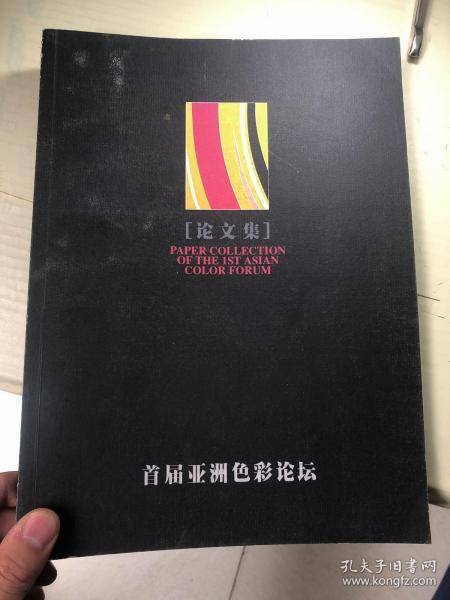 [论文集]
PAPER COLLECTION
OF THE 1ST ASIAN
COLOR FORUM
首届亚洲色彩论坛
孔夫子旧书网
www.kongfz.com